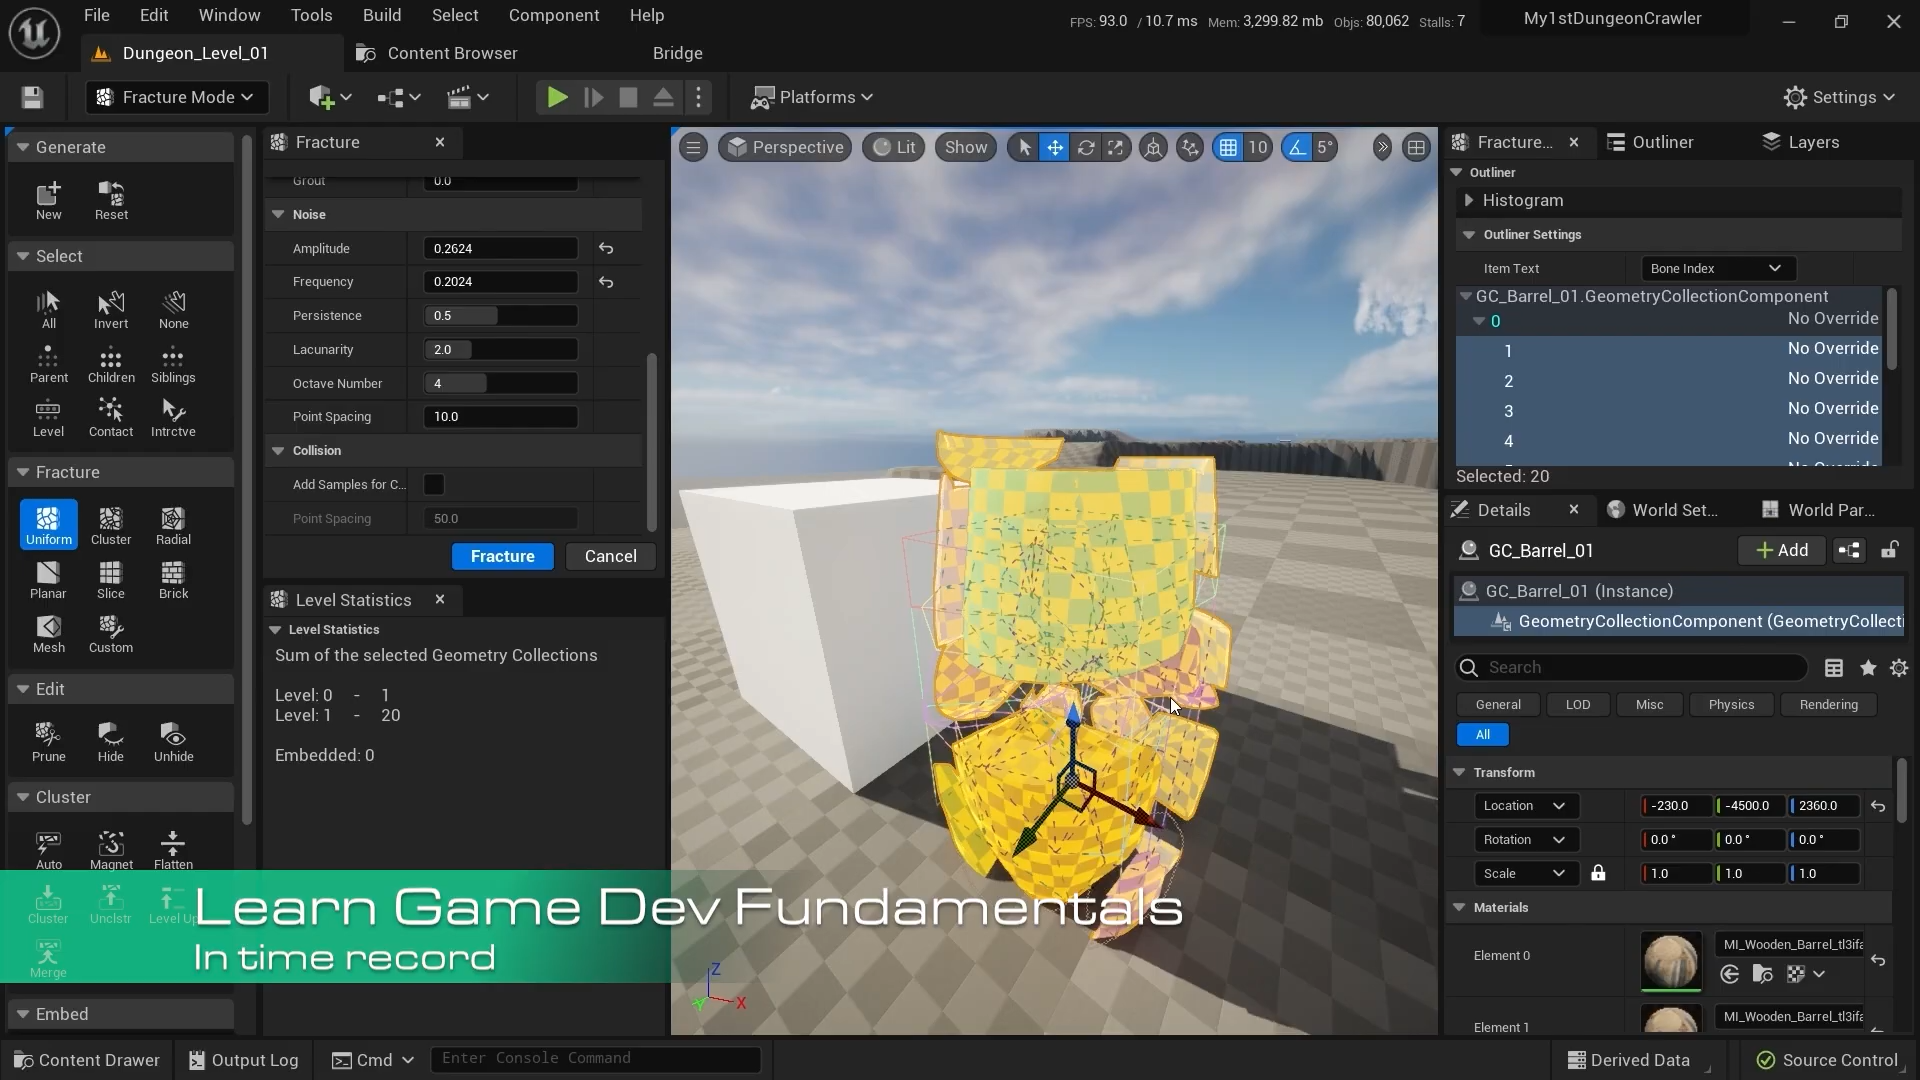 File Edit Window Tools Build Select Component Help
FPS: 93.0 / 10.7 ms Mem: 3,299.82 mb Objs: 80,062 Stalls: 7
My1stDungeonCrawler
Dungeon_Level_01
Content Browser
Bridge
Fracture Mode
Platforms
Settings
Generate
New Reset
Select
All Invert None
Parent Children Siblings
Level Contact Intrctve
Fracture
Uniform Cluster Radial
Planar Slice Brick
Mesh Custom
Edit
Prune Hide Unhide
Cluster
Auto Magnet Flatten
Cluster Unclstr Level Up
Merge
Embed
Fracture
Grout 0.0
Noise
Amplitude 0.2624
Frequency 0.2024
Persistence 0.5
Lacunarity 2.0
Octave Number 4
Point Spacing 10.0
Collision
Add Samples for C...
Point Spacing 50.0
Fracture Cancel
Level Statistics
Level Statistics
Sum of the selected Geometry Collections
Level: 0 - 1
Level: 1 - 20
Embedded: 0
Perspective Lit Show 10 5°
Z
X
Y
Learn Game Dev Fundamentals
In time record
Fracture... Outliner Layers
Outliner
Histogram
Outliner Settings
Item Text Bone Index
GC_Barrel_01.GeometryCollectionComponent
0 No Override
1 No Override
2 No Override
3 No Override
4 No Override
No Override
Selected: 20
Details World Set... World Par...
GC_Barrel_01
Add
GC_Barrel_01 (Instance)
GeometryCollectionComponent (GeometryCollecti
Search
General LOD Misc Physics Rendering
All
Transform
Location -230.0 -4500.0 2360.0
Rotation 0.0° 0.0° 0.0°
Scale 1.0 1.0 1.0
Materials
Element 0 MI_Wooden_Barrel_tl3ifa
Element 1 MI_Wooden_Barrel_tl3ifa
Content Drawer Output Log Cmd Enter Console Command
Derived Data Source Control